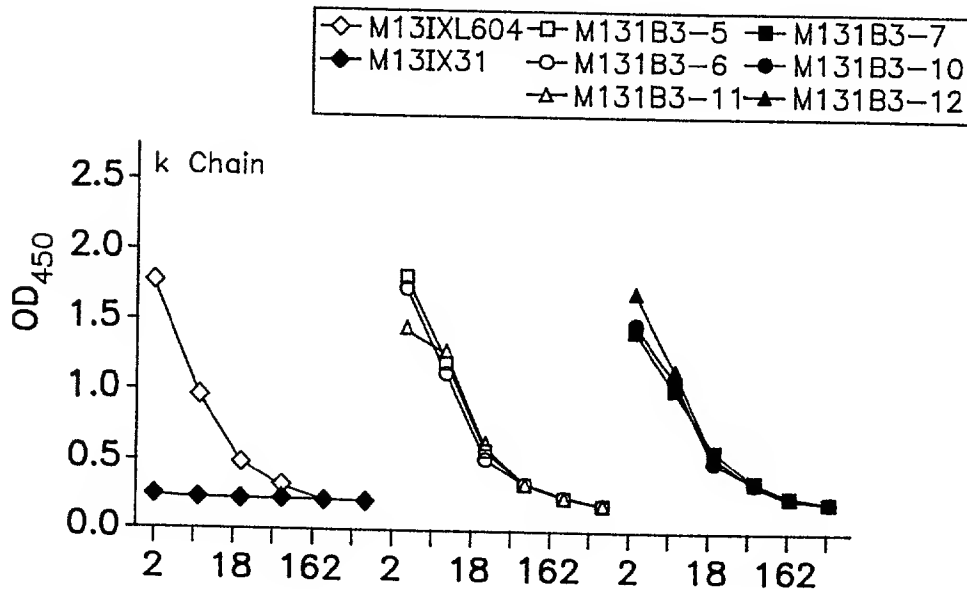 M13IXL604 M131B3-5 M131B3-7
M13IX31 M131B3-6 M131B3-10
M131B3-11 M131B3-12
k Chain
OD450
2.5
2.0
1.5
1.0
0.5
0.0
2 18 162 2 18 162 2 18 162